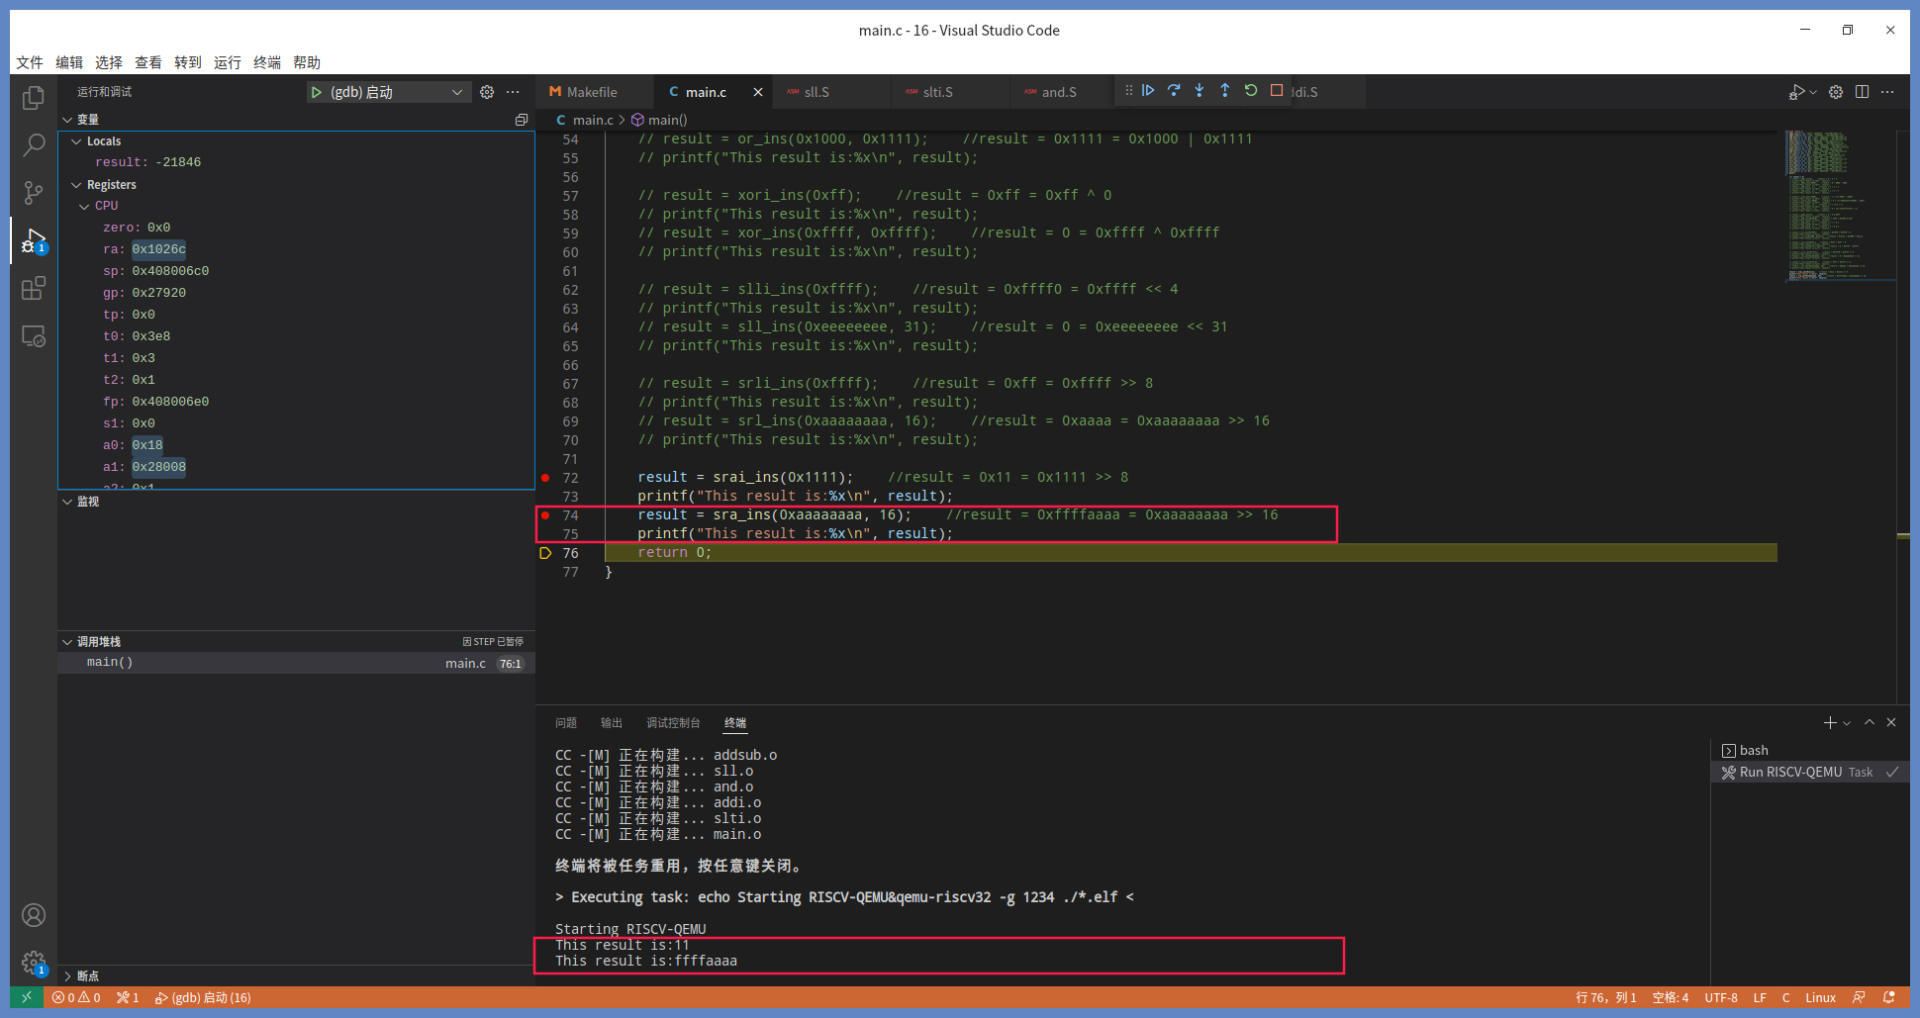 main.c - 16 - Visual Studio Code
文件 编辑 选择 查看 转到 运行 终端 帮助
运行和调试
(gdb) 启动
Makefile
C main.c
ASM sll.S
ASM slti.S
ASM and.S
ddi.S
变量
C main.c > main()
Locals
result: -21846
Registers
CPU
zero: 0x0
ra: 0x1026c
sp: 0x408006c0
gp: 0x27920
tp: 0x0
t0: 0x3e8
t1: 0x3
t2: 0x1
fp: 0x408006e0
s1: 0x0
a0: 0x18
a1: 0x28008
a2: 0x1
监视
调用堆栈
因 STEP 已暂停
main()
main.c 76:1
断点
54 // result = or_ins(0x1000, 0x1111); //result = 0x1111 = 0x1000 | 0x1111
55 // printf("This result is:%x\n", result);
56
57 // result = xori_ins(0xff); //result = 0xff = 0xff ^ 0
58 // printf("This result is:%x\n", result);
59 // result = xor_ins(0xffff, 0xffff); //result = 0 = 0xffff ^ 0xffff
60 // printf("This result is:%x\n", result);
61
62 // result = slli_ins(0xffff); //result = 0xffff0 = 0xffff << 4
63 // printf("This result is:%x\n", result);
64 // result = sll_ins(0xeeeeeeee, 31); //result = 0 = 0xeeeeeeee << 31
65 // printf("This result is:%x\n", result);
66
67 // result = srli_ins(0xffff); //result = 0xff = 0xffff >> 8
68 // printf("This result is:%x\n", result);
69 // result = srl_ins(0xaaaaaaaa, 16); //result = 0xaaaa = 0xaaaaaaaa >> 16
70 // printf("This result is:%x\n", result);
71
72 result = srai_ins(0x1111); //result = 0x11 = 0x1111 >> 8
73 printf("This result is:%x\n", result);
74 result = sra_ins(0xaaaaaaaa, 16); //result = 0xffffaaaa = 0xaaaaaaaa >> 16
75 printf("This result is:%x\n", result);
76 return 0;
77 }
问题 输出 调试控制台 终端
CC -[M] 正在构建... addsub.o
CC -[M] 正在构建... sll.o
CC -[M] 正在构建... and.o
CC -[M] 正在构建... addi.o
CC -[M] 正在构建... slti.o
CC -[M] 正在构建... main.o
终端将被任务重用，按任意键关闭。
> Executing task: echo Starting RISCV-QEMU&qemu-riscv32 -g 1234 ./*.elf <
Starting RISCV-QEMU
This result is:11
This result is:ffffaaaa
bash
Run RISCV-QEMU Task
1
1
0 0 1 (gdb) 启动 (16)
行 76，列 1 空格: 4 UTF-8 LF C Linux